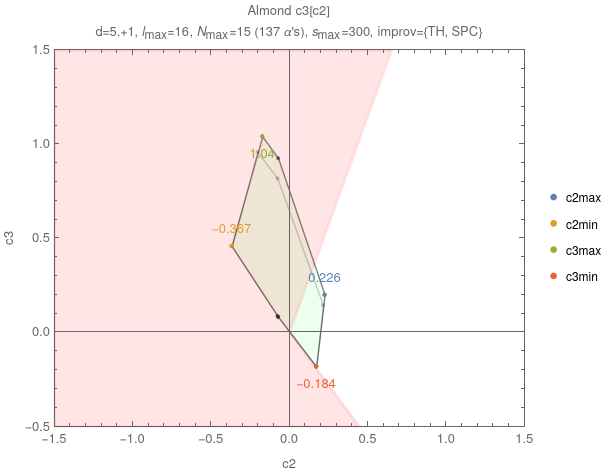 Almond c3[c2]
d=5.+1, lmax=16, Nmax=15 (137 α's), smax=300, improv={TH, SPC}
1.5
1.0
0.5
0.0
−0.5
c3
1.04
−0.367
0.226
−0.184
−1.5 −1.0 −0.5 0.0 0.5 1.0 1.5
c2
c2max
c2min
c3max
c3min